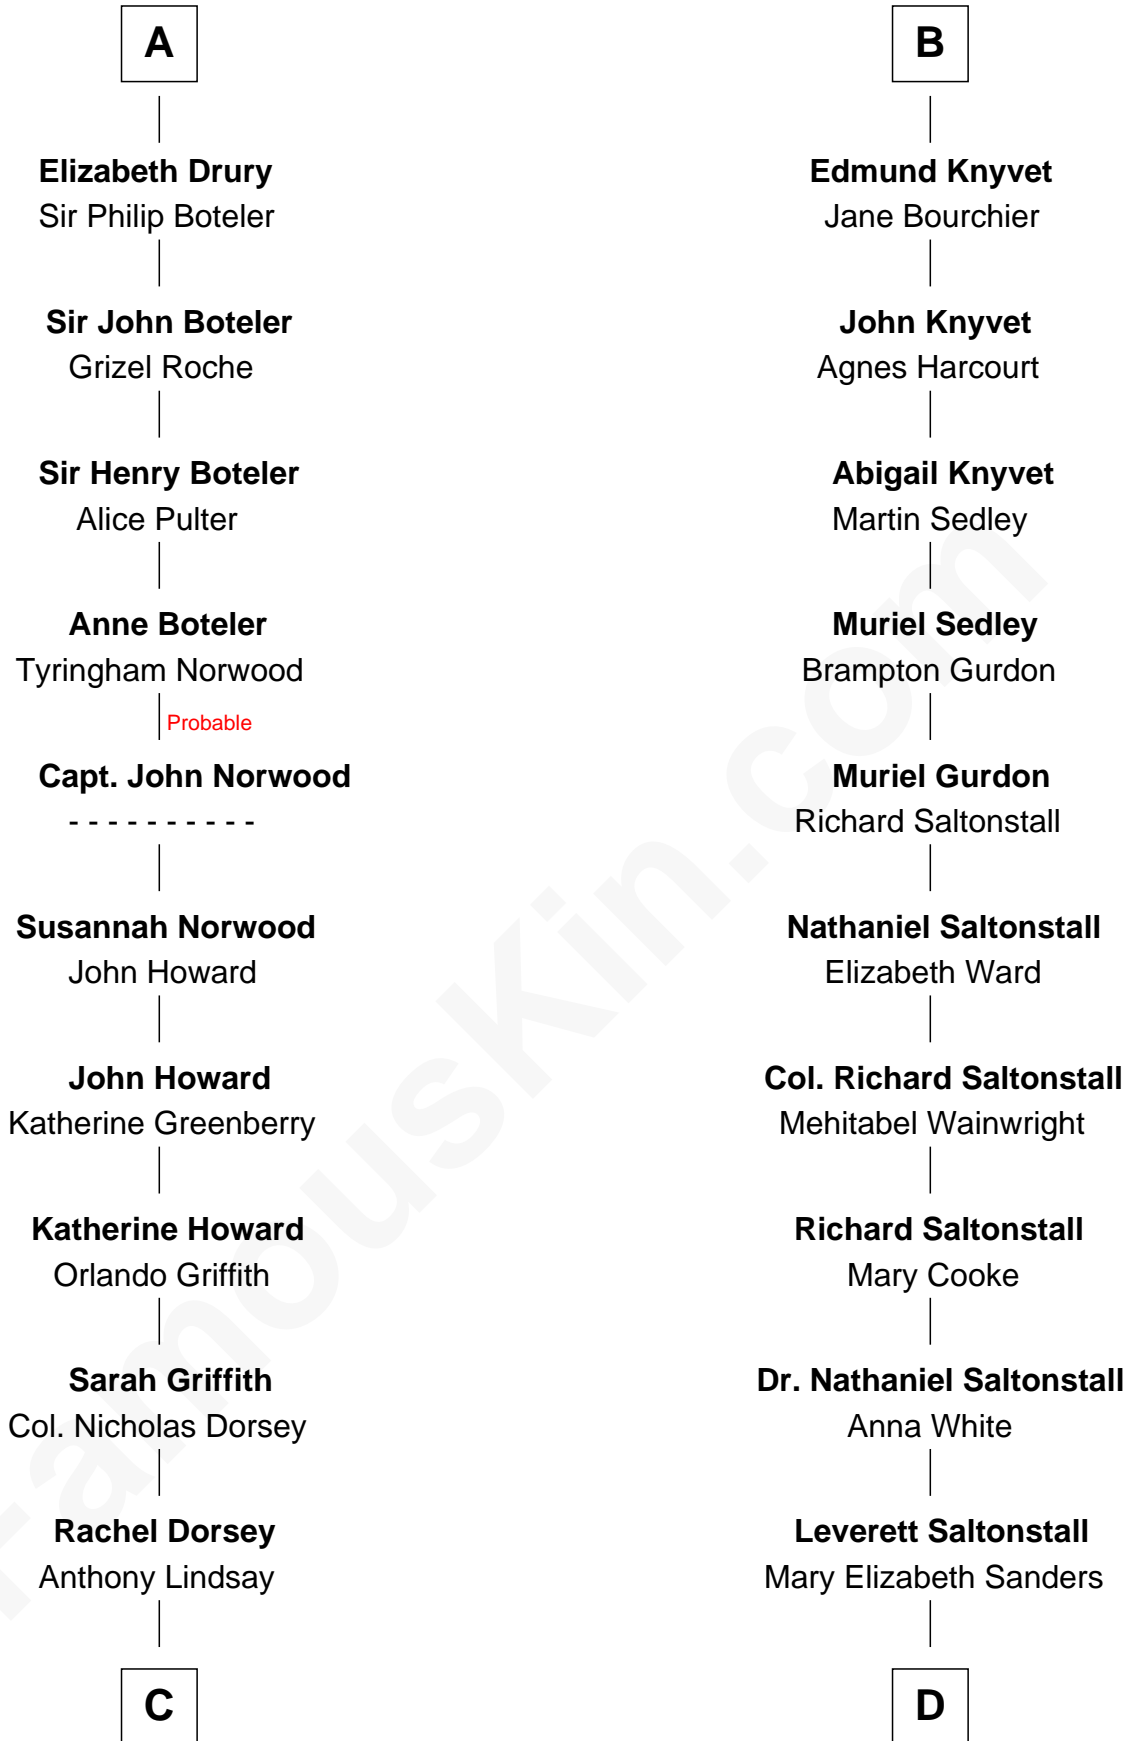 A
Elizabeth Drury
Sir Philip Boteler
Sir John Boteler
Grizel Roche
Sir Henry Boteler
Alice Pulter
Anne Boteler
Tyringham Norwood
Probable
Capt. John Norwood
- - - - - - - - - -
Susannah Norwood
John Howard
John Howard
Katherine Greenberry
Katherine Howard
Orlando Griffith
Sarah Griffith
Col. Nicholas Dorsey
Rachel Dorsey
Anthony Lindsay
C
B
Edmund Knyvet
Jane Bourchier
John Knyvet
Agnes Harcourt
Abigail Knyvet
Martin Sedley
Muriel Sedley
Brampton Gurdon
Muriel Gurdon
Richard Saltonstall
Nathaniel Saltonstall
Elizabeth Ward
Col. Richard Saltonstall
Mehitabel Wainwright
Richard Saltonstall
Mary Cooke
Dr. Nathaniel Saltonstall
Anna White
Leverett Saltonstall
Mary Elizabeth Sanders
D
FamousKin.com